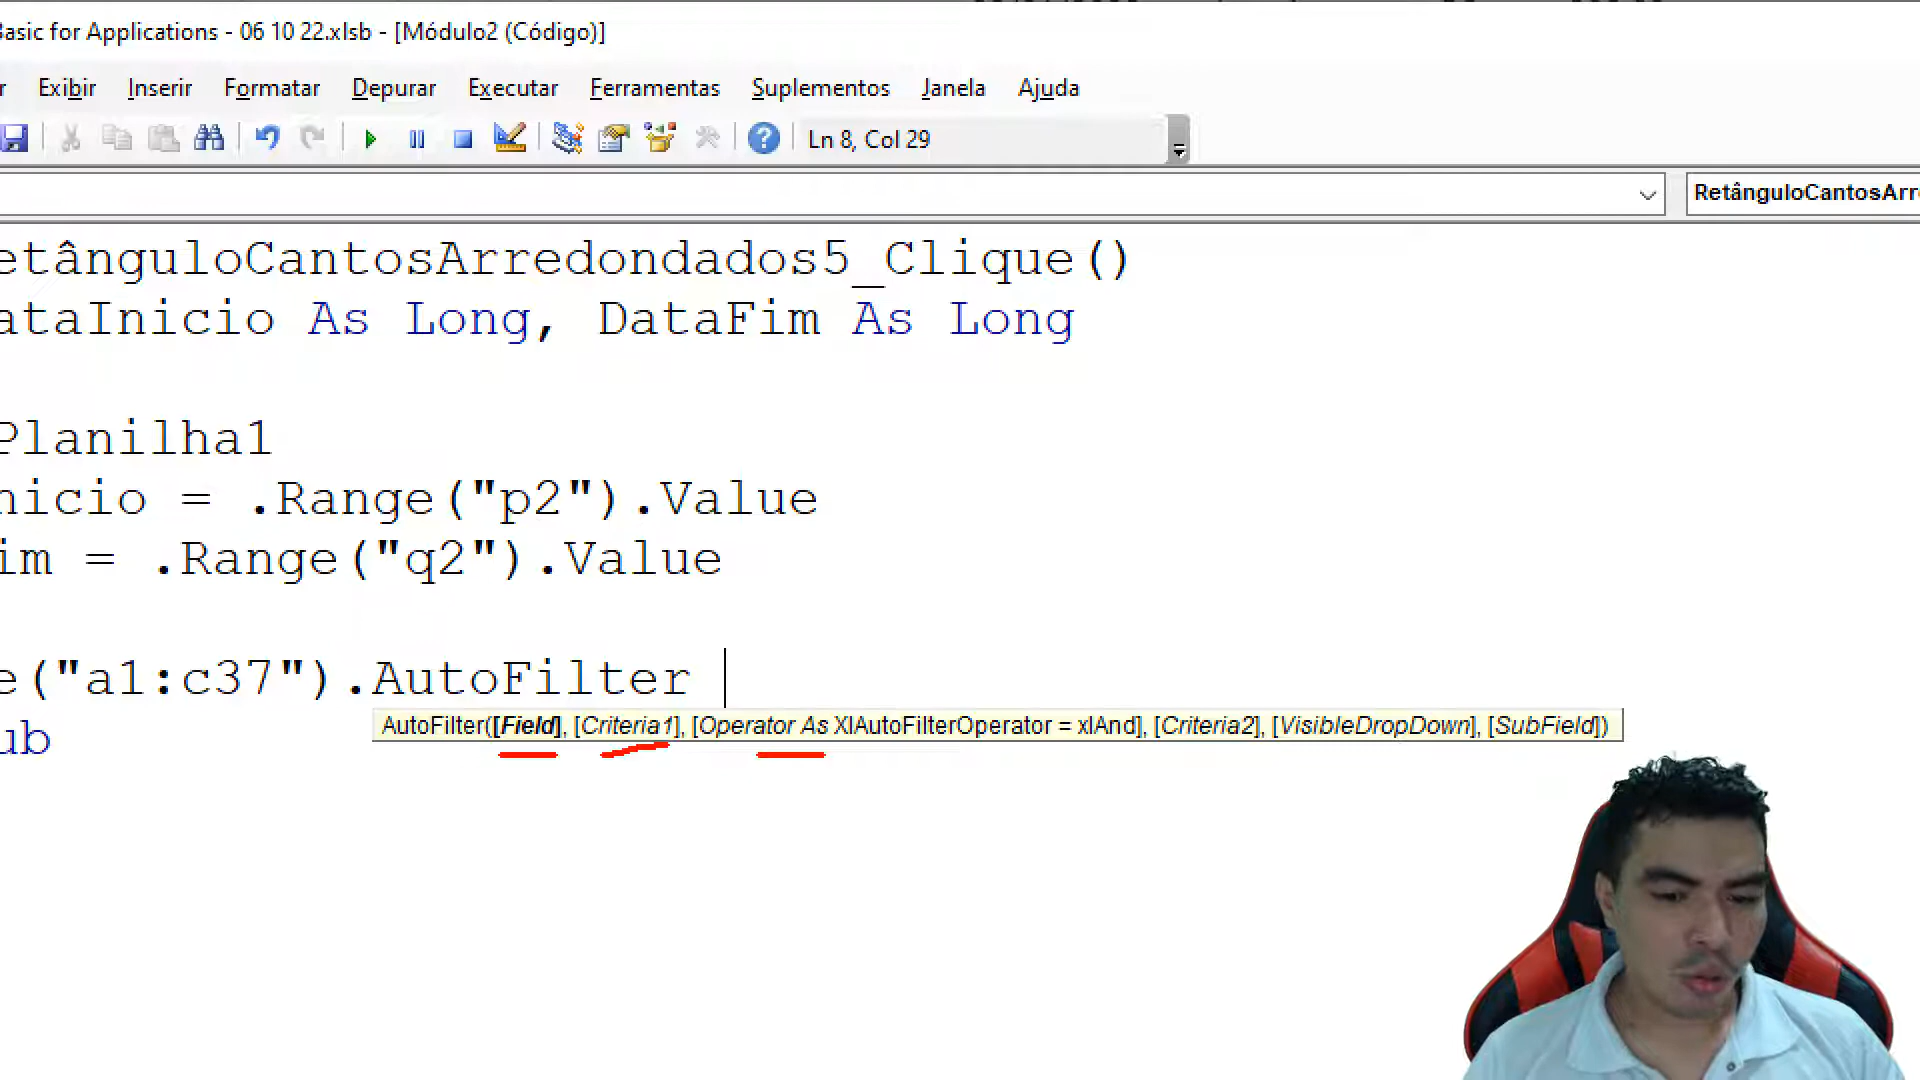 Basic for Applications - 06 10 22.xlsb - [Módulo2 (Código)]
r Exibir Inserir Formatar Depurar Executar Ferramentas Suplementos Janela Ajuda
Ln 8, Col 29
RetânguloCantosArr
etânguloCantosArredondados5_Clique()
ataInicio As Long, DataFim As Long
Planilha1
nicio = .Range("p2").Value
im = .Range("q2").Value
e("a1:c37").AutoFilter
AutoFilter([Field], [Criteria1], [Operator As XlAutoFilterOperator = xlAnd], [Criteria2], [VisibleDropDown], [SubField])
ub